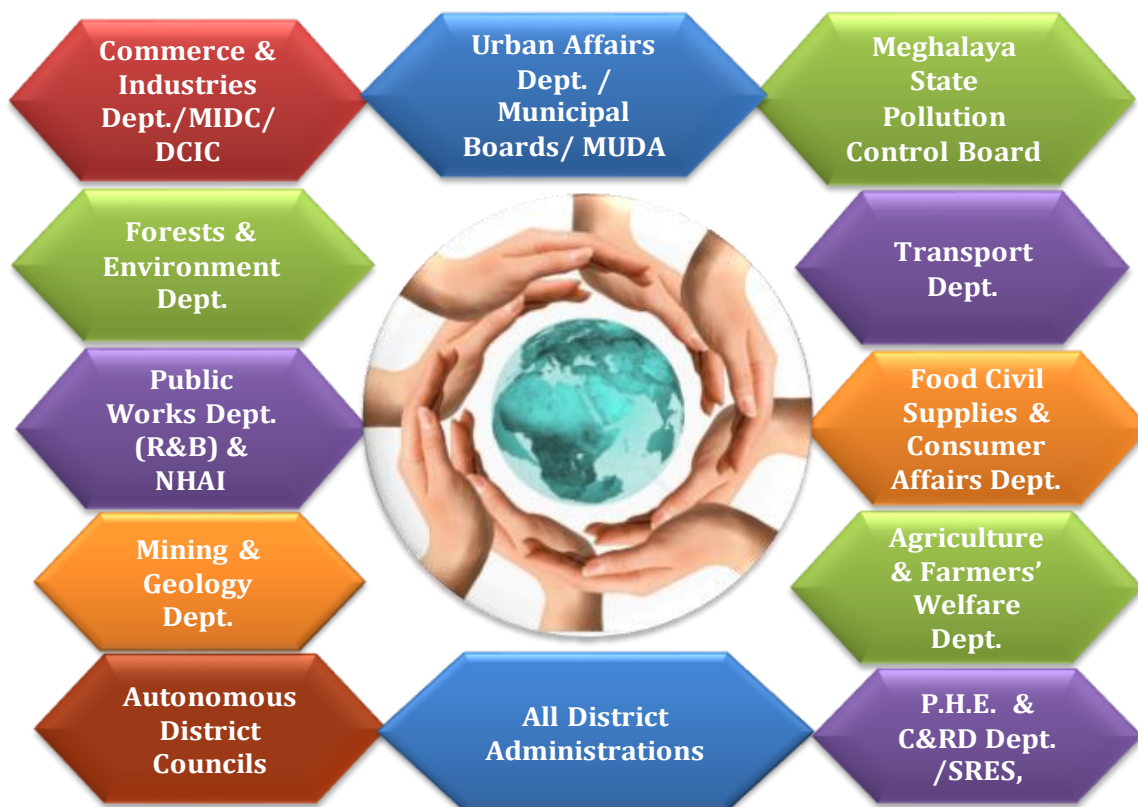 Commerce &
Industries
Dept./MIDC/
DCIC
Urban Affairs
Dept. /
Municipal
Boards/ MUDA
Meghalaya
State
Pollution
Control Board
Forests &
Environment
Dept.
Transport
Dept.
Public
Works Dept.
(R&B) &
NHAI
Food Civil
Supplies &
Consumer
Affairs Dept.
Mining &
Geology
Dept.
Agriculture
& Farmers’
Welfare
Dept.
Autonomous
District
Councils
All District
Administrations
P.H.E. &
C&RD Dept.
/SRES,